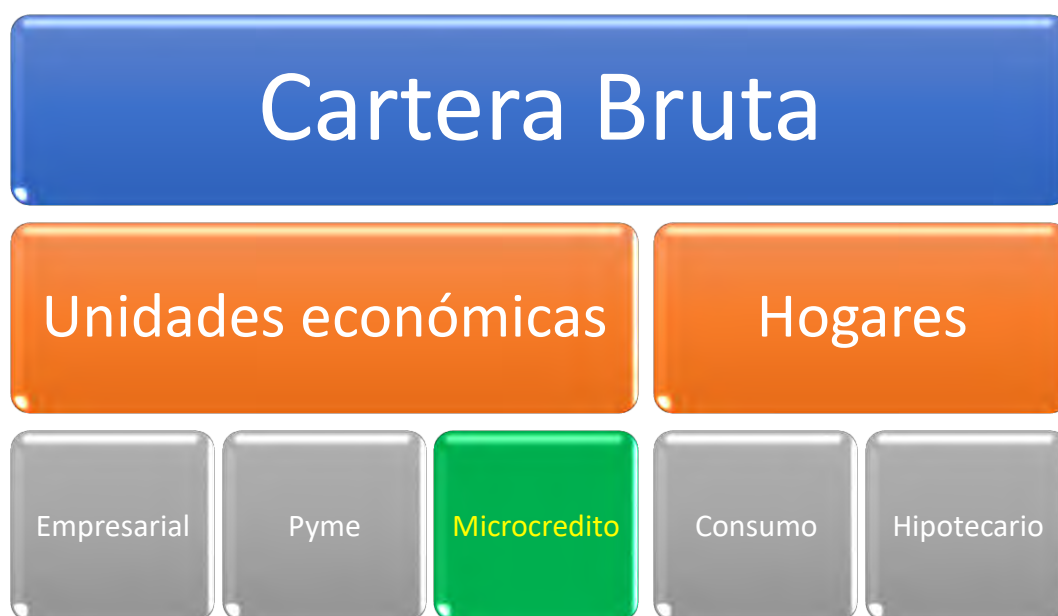 Cartera Bruta
Unidades económicas
Hogares
Empresarial
Pyme
Microcredito
Consumo
Hipotecario